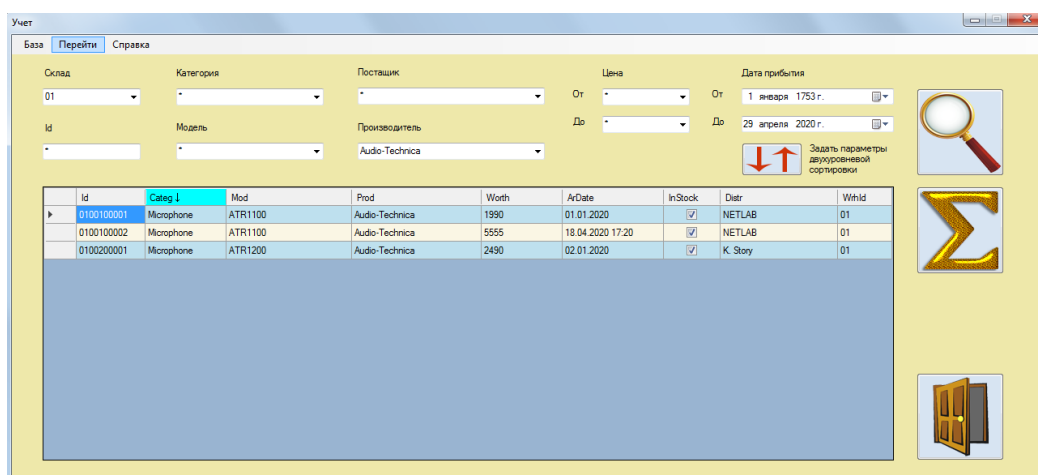 Учет
База Перейти Справка
Склад Категория Постащик Цена Дата прибытия
01 * * От * От 1 января 1753 г.
Id Модель Производитель До * До 29 апреля 2020 г.
* * Audio-Technica Задать параметры
двухуровневой
сортировки
Id Categ ↓ Mod Prod Worth ArDate InStock Distr WrhId
0100100001 Microphone ATR1100 Audio-Technica 1990 01.01.2020 NETLAB 01
0100100002 Microphone ATR1100 Audio-Technica 5555 18.04.2020 17:20 NETLAB 01
0100200001 Microphone ATR1200 Audio-Technica 2490 02.01.2020 K. Story 01